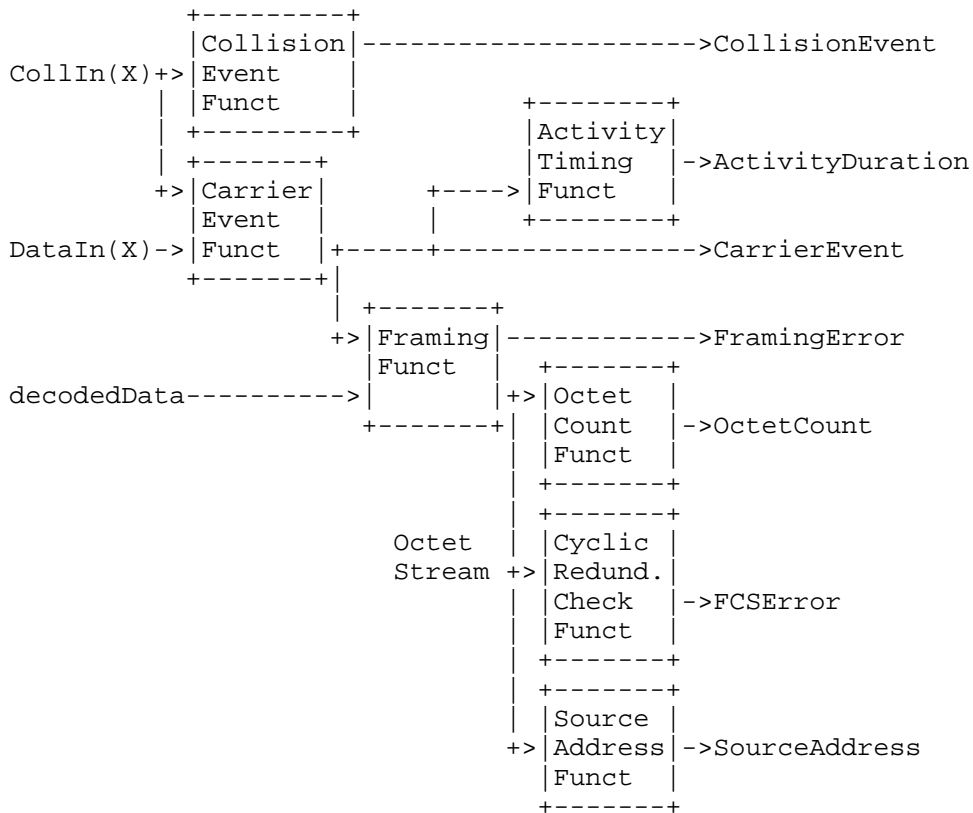 +---------+
|Collision|--------------------->CollisionEvent
CollIn(X)+>|Event    |
| |Funct    |           +--------+
| +---------+           |Activity|
| +-------+             |Timing  |->ActivityDuration
+>|Carrier|       +---->|Funct   |
|Event  |       |     +--------+
DataIn(X)->|Funct  |+-----+---------------->CarrierEvent
+-------+|
| +-------+
+>|Framing|------------>FramingError
|Funct  |  +-------+
decodedData---------->|       |+>|Octet  |
+-------+| |Count  |->OctetCount
| |Funct  |
| +-------+
| +-------+
Octet  | |Cyclic |
Stream +>|Redund.|
| |Check  |->FCSError
| |Funct  |
| +-------+
| +-------+
| |Source |
+>|Address|->SourceAddress
|Funct  |
+-------+